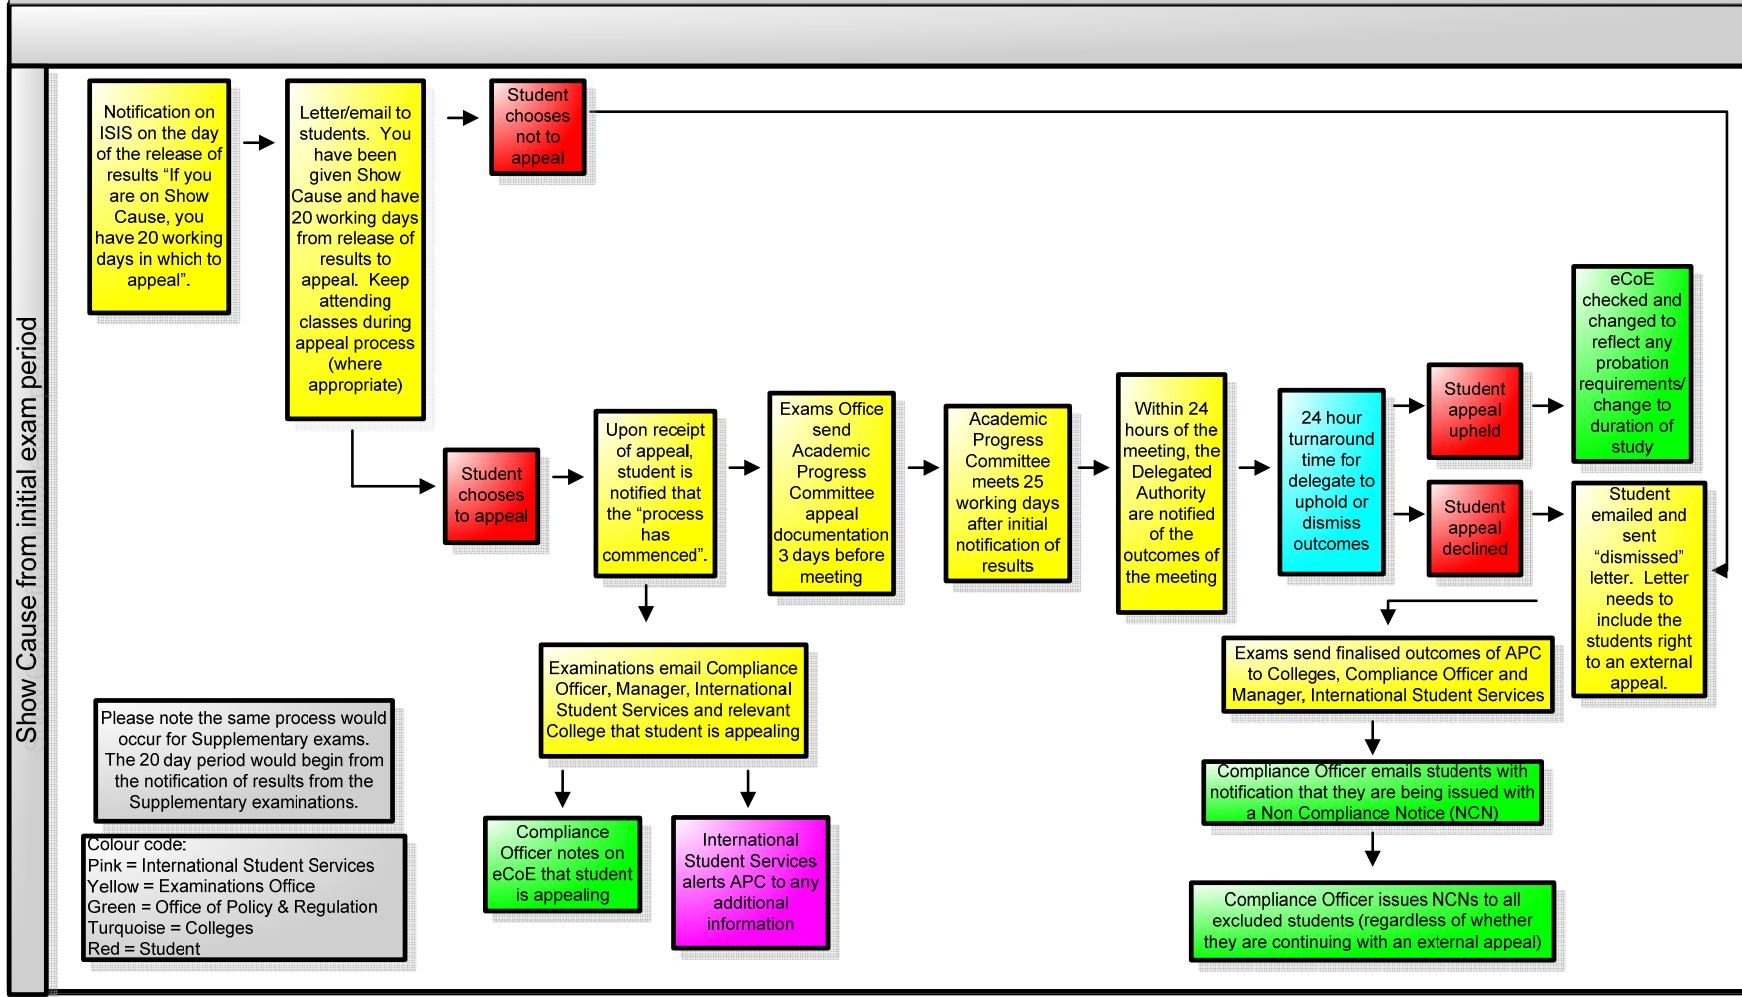 Show Cause from initial exam period
Notification on
ISIS on the day
of the release of
results “If you
are on Show
Cause, you
have 20 working
days in which to
appeal”.
Letter/email to
students.  You
have been
given Show
Cause and have
20 working days
from release of
results to
appeal.  Keep
attending
classes during
appeal process
(where
appropriate)
Student
chooses
not to
appeal
Student
chooses
to appeal
Upon receipt
of appeal,
student is
notified that
the “process
has
commenced”.
Exams Office
send
Academic
Progress
Committee
appeal
documentation
3 days before
meeting
Academic
Progress
Committee
meets 25
working days
after initial
notification of
results
Within 24
hours of the
meeting, the
Delegated
Authority
are notified
of the
outcomes of
the meeting
24 hour
turnaround
time for
delegate to
uphold or
dismiss
outcomes
Student
appeal
upheld
eCoE
checked and
changed to
reflect any
probation
requirements/
change to
duration of
study
Student
appeal
declined
Student
emailed and
sent
“dismissed”
letter.  Letter
needs to
include the
students right
to an external
appeal.
Examinations email Compliance
Officer, Manager, International
Student Services and relevant
College that student is appealing
Compliance
Officer notes on
eCoE that student
is appealing
International
Student Services
alerts APC to any
additional
information
Exams send finalised outcomes of APC
to Colleges, Compliance Officer and
Manager, International Student Services
Compliance Officer emails students with
notification that they are being issued with
a Non Compliance Notice (NCN)
Compliance Officer issues NCNs to all
excluded students (regardless of whether
they are continuing with an external appeal)
Please note the same process would
occur for Supplementary exams.
The 20 day period would begin from
the notification of results from the
Supplementary examinations.
Colour code:
Pink = International Student Services
Yellow = Examinations Office
Green = Office of Policy & Regulation
Turquoise = Colleges
Red = Student